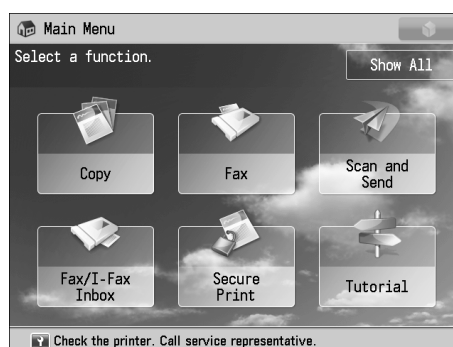 Main Menu
Select a function.
Show All
Copy
Fax
Scan and
Send
Fax/I-Fax
Inbox
Secure
Print
Tutorial
Check the printer. Call service representative.